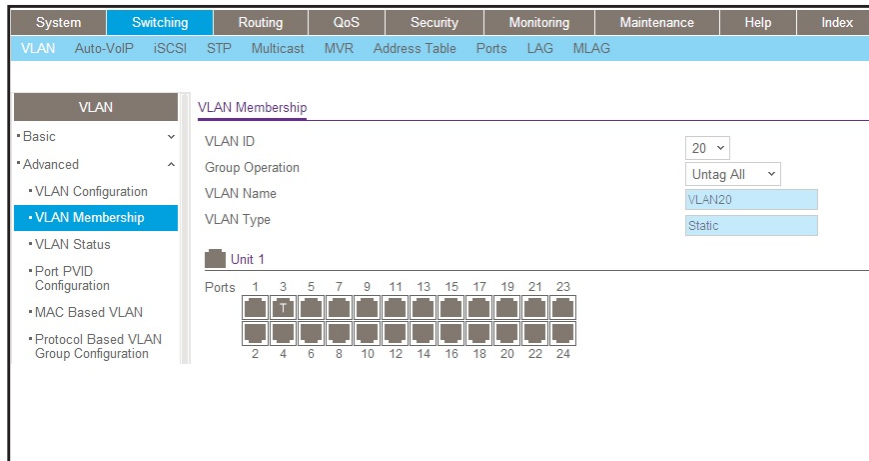 System Switching Routing QoS Security Monitoring Maintenance Help Index
VLAN Auto-VoIP iSCSI STP Multicast MVR Address Table Ports LAG MLAG
VLAN
Basic
Advanced
VLAN Configuration
VLAN Membership
VLAN Status
Port PVID
Configuration
MAC Based VLAN
Protocol Based VLAN
Group Configuration
VLAN Membership
VLAN ID 20
Group Operation Untag All
VLAN Name VLAN20
VLAN Type Static
Unit 1
Ports 1 3 5 7 9 11 13 15 17 19 21 23
T
2 4 6 8 10 12 14 16 18 20 22 24